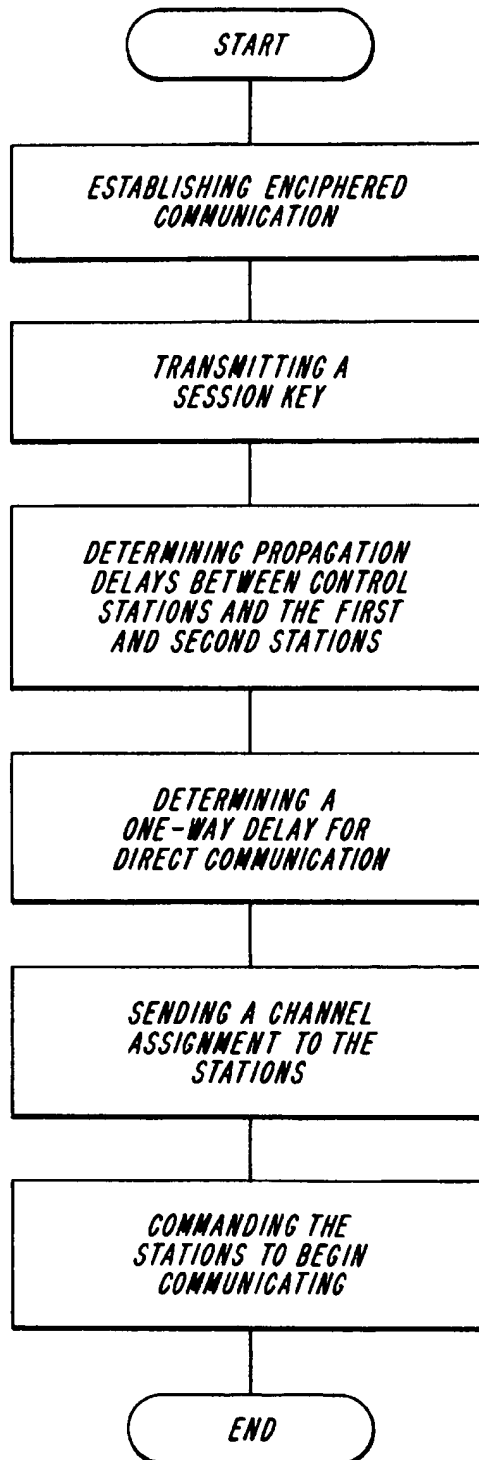 START
ESTABLISHING ENCIPHERED
COMMUNICATION
TRANSMITTING A
SESSION KEY
DETERMINING PROPAGATION
DELAYS BETWEEN CONTROL
STATIONS AND THE FIRST
AND SECOND STATIONS
DETERMINING A
ONE-WAY DELAY FOR
DIRECT COMMUNICATION
SENDING A CHANNEL
ASSIGNMENT TO THE
STATIONS
COMMANDING THE
STATIONS TO BEGIN
COMMUNICATING
END